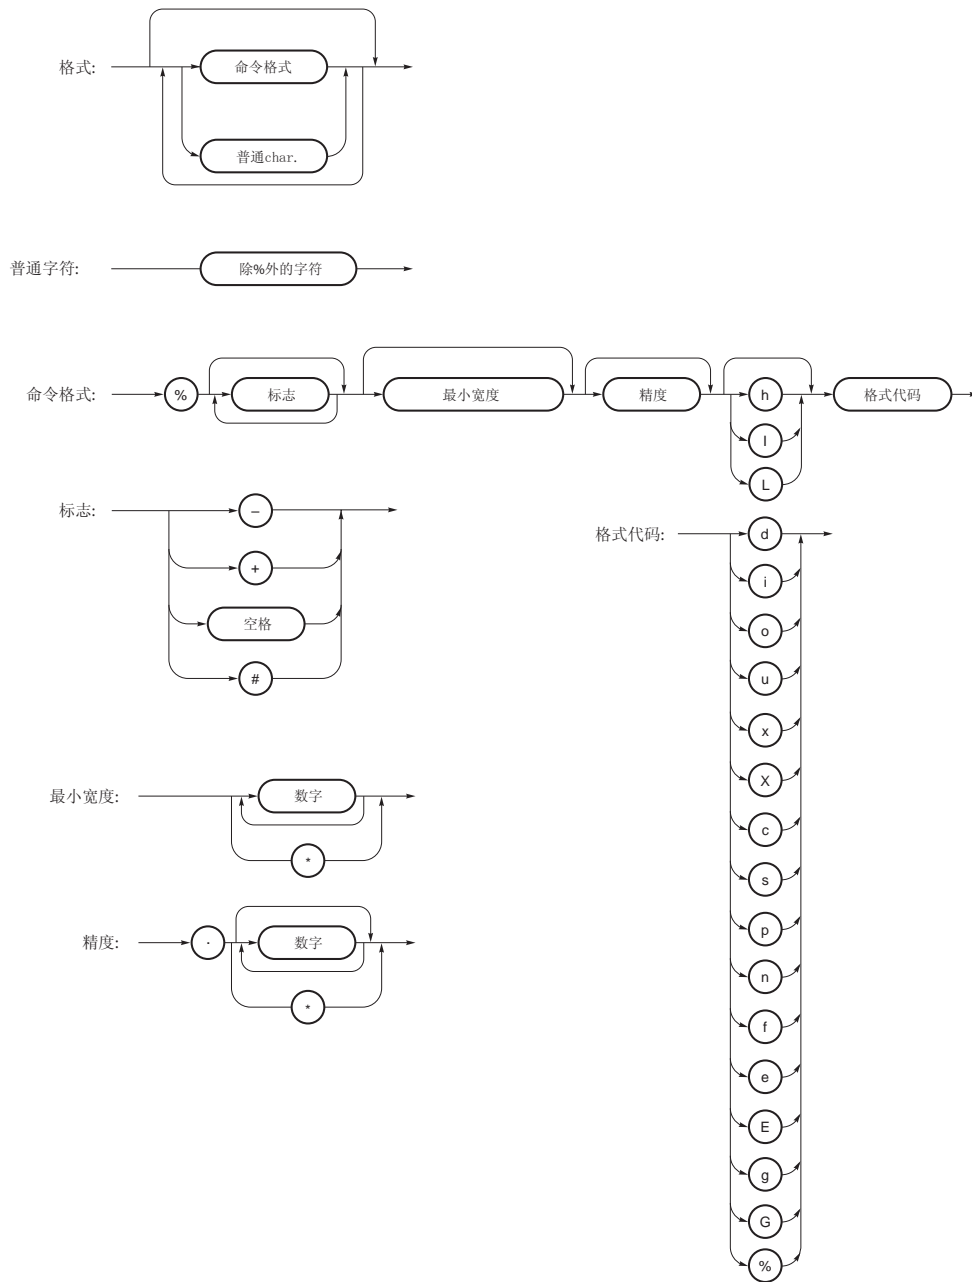 格式:
命令格式
普通char.
普通字符:
除%外的字符
命令格式:
%
标志
最小宽度
精度
h
l
L
格式代码
标志:
–
+
空格
#
格式代码:
d
i
o
u
x
X
c
s
p
n
f
e
E
g
G
%
最小宽度:
数字
*
精度:
.
数字
*